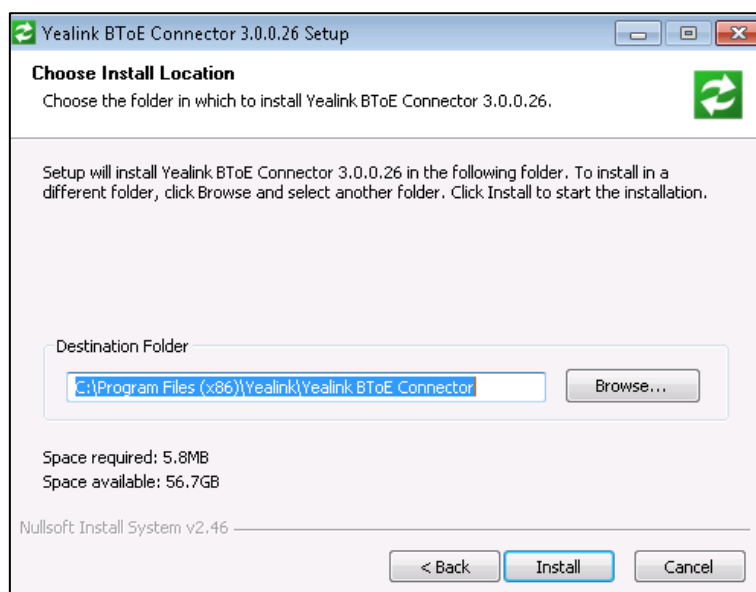 Yealink BToE Connector 3.0.0.26 Setup
Choose Install Location
Choose the folder in which to install Yealink BToE Connector 3.0.0.26.
Setup will install Yealink BToE Connector 3.0.0.26 in the following folder. To install in a
different folder, click Browse and select another folder. Click Install to start the installation.
Destination Folder
C:\Program Files (x86)\Yealink\Yealink BToE Connector
Browse...
Space required: 5.8MB
Space available: 56.7GB
Nullsoft Install System v2.46
< Back Install Cancel